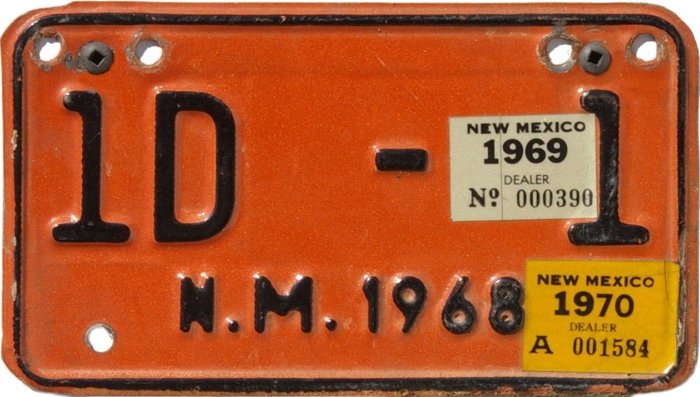 1D - 1
NEW MEXICO
1969
DEALER
Nº 000390
N.M. 1968
NEW MEXICO
1970
DEALER
A 001584